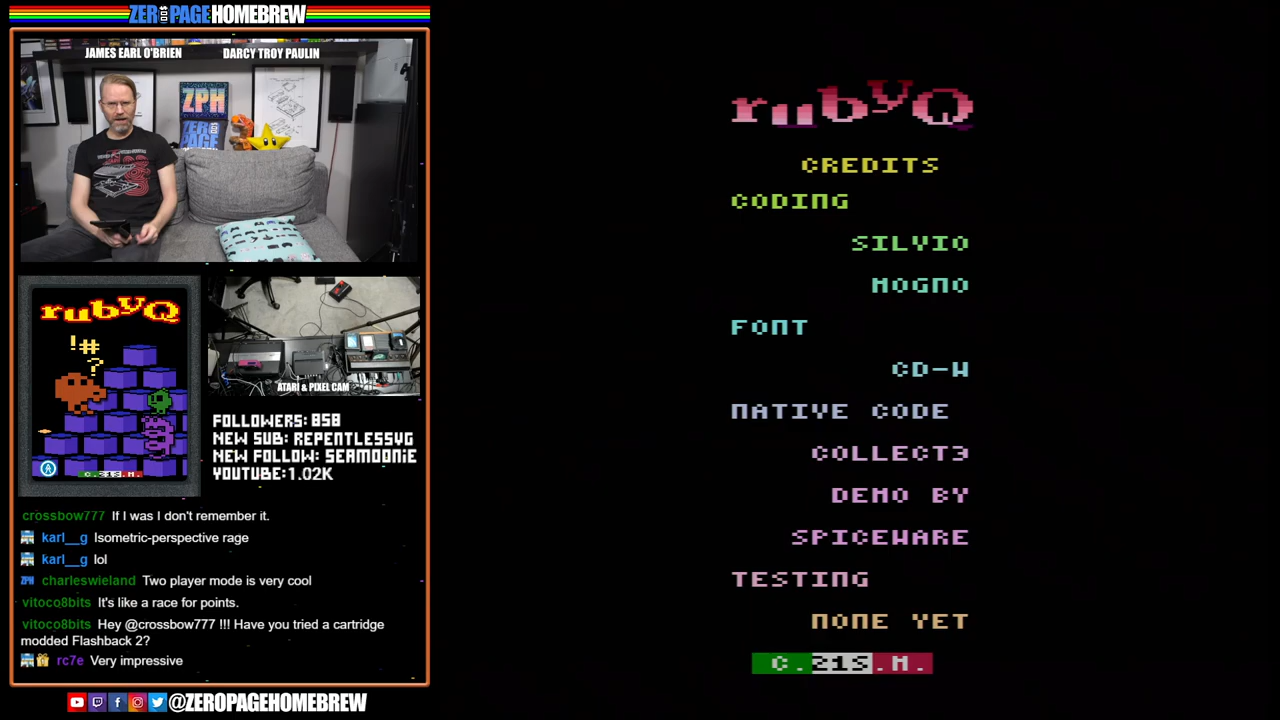 ZEROPAGE HOMEBREW
JAMES EARL O'BRIEN
DARCY TROY PAULIN
ZPH
ZERO
PAGE
rubyQ
!#
?
C.21S.M.
ATARI & PIXEL CAM
FOLLOWERS: 858
NEW SUB: REPENTLESSVG
NEW FOLLOW: SEAMOONIE
YOUTUBE:1.02K
crossbow777 If I was I don't remember it.
karl__g Isometric-perspective rage
karl__g lol
ZPH charleswieland Two player mode is very cool
vitoco8bits It's like a race for points.
vitoco8bits Hey @crossbow777 !!! Have you tried a cartridge
modded Flashback 2?
rc7e Very impressive
@ZEROPAGEHOMEBREW
rubyQ
CREDITS
CODING
SILVIO
MOGNO
FONT
CD-W
NATIVE CODE
COLLECT3
DEMO BY
SPICEWARE
TESTING
NONE YET
C.21S.M.